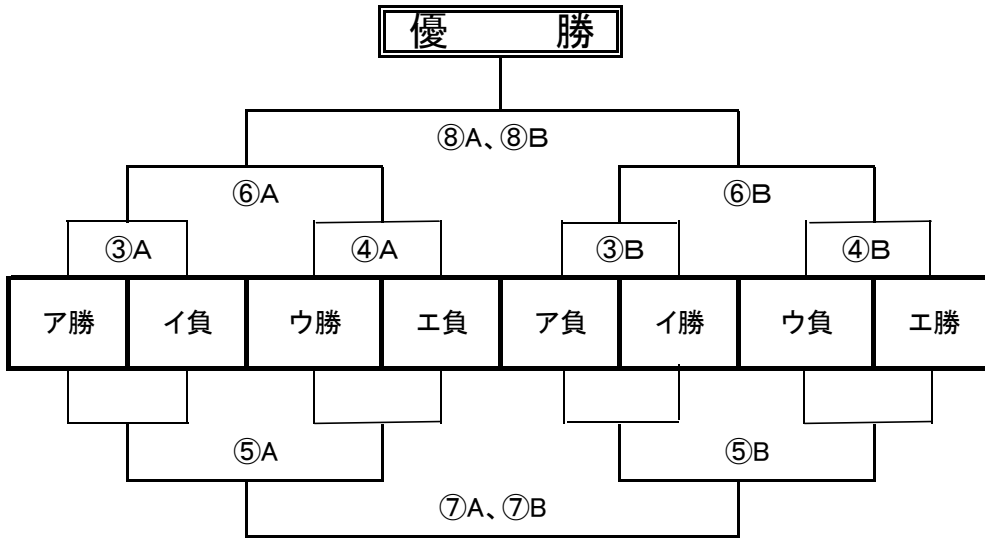 優　　勝
⑧A、⑧B
⑥A ⑥B
③A ④A ③B ④B
ア勝 イ負 ウ勝 エ負 ア負 イ勝 ウ負 エ勝
⑤A ⑤B
⑦A、⑦B